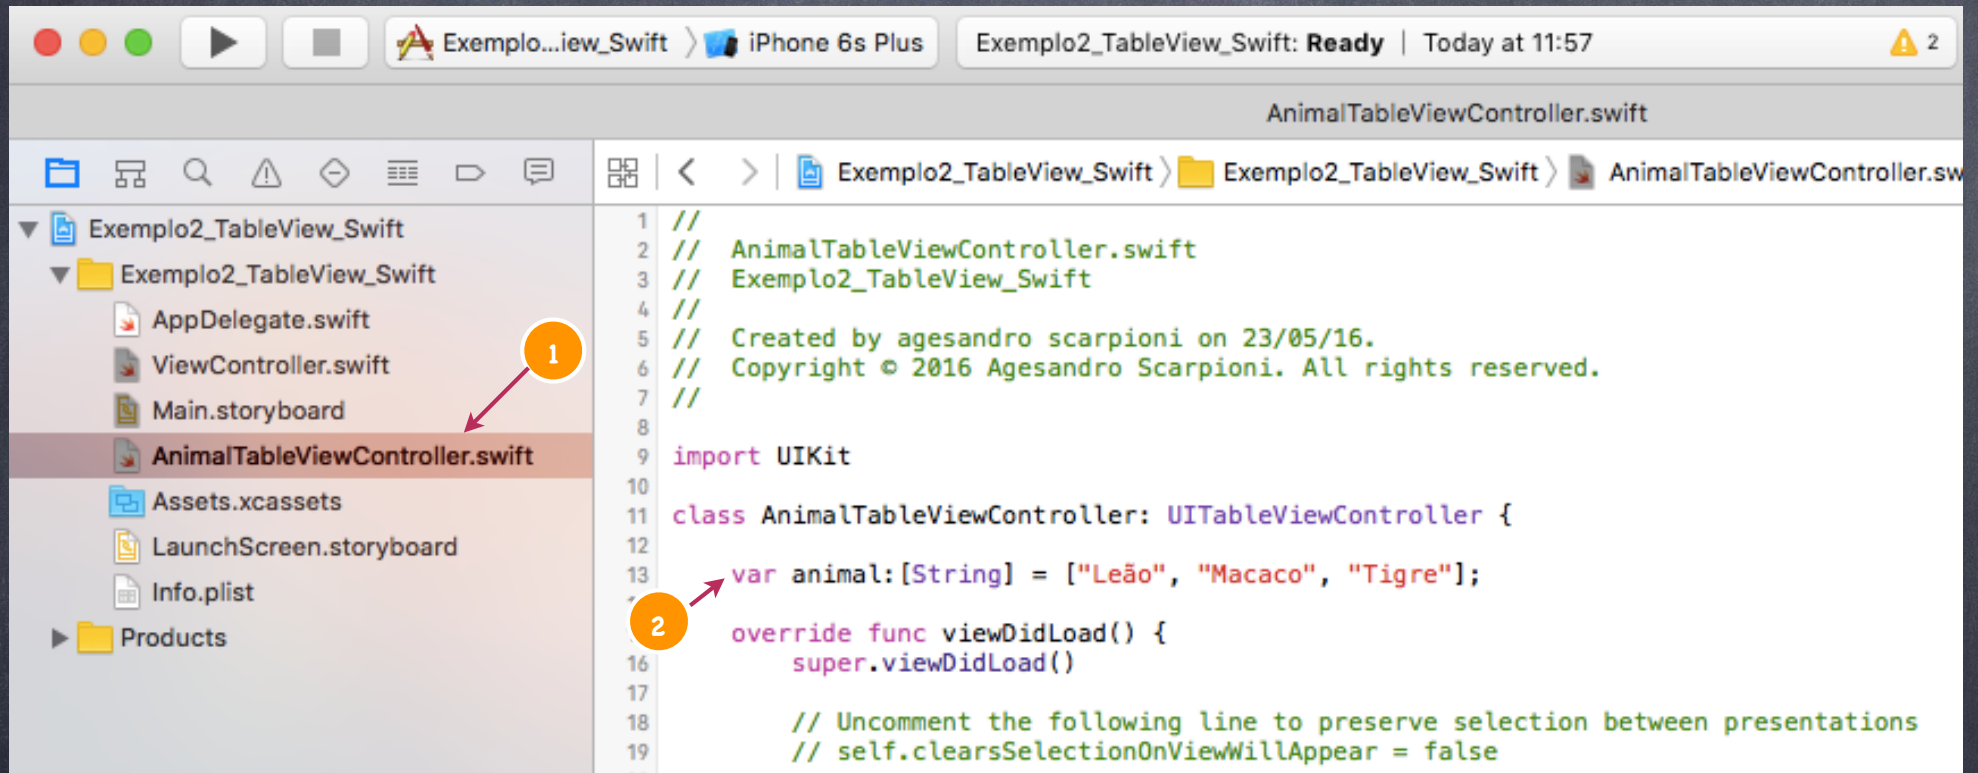 Exemplo...iew_Swift 〉 iPhone 6s Plus
Exemplo2_TableView_Swift: Ready | Today at 11:57
2
AnimalTableViewController.swift
Exemplo2_TableView_Swift 〉 Exemplo2_TableView_Swift 〉 AnimalTableViewController.sw
Exemplo2_TableView_Swift
Exemplo2_TableView_Swift
AppDelegate.swift
ViewController.swift
Main.storyboard
AnimalTableViewController.swift
Assets.xcassets
LaunchScreen.storyboard
Info.plist
Products
1
2
1 //
2 //  AnimalTableViewController.swift
3 //  Exemplo2_TableView_Swift
4 //
5 //  Created by agesandro scarpioni on 23/05/16.
6 //  Copyright © 2016 Agesandro Scarpioni. All rights reserved.
7 //
8
9 import UIKit
10
11 class AnimalTableViewController: UITableViewController {
12
13     var animal:[String] = ["Leão", "Macaco", "Tigre"];
override func viewDidLoad() {
16         super.viewDidLoad()
17
18         // Uncomment the following line to preserve selection between presentations
19         // self.clearsSelectionOnViewWillAppear = false